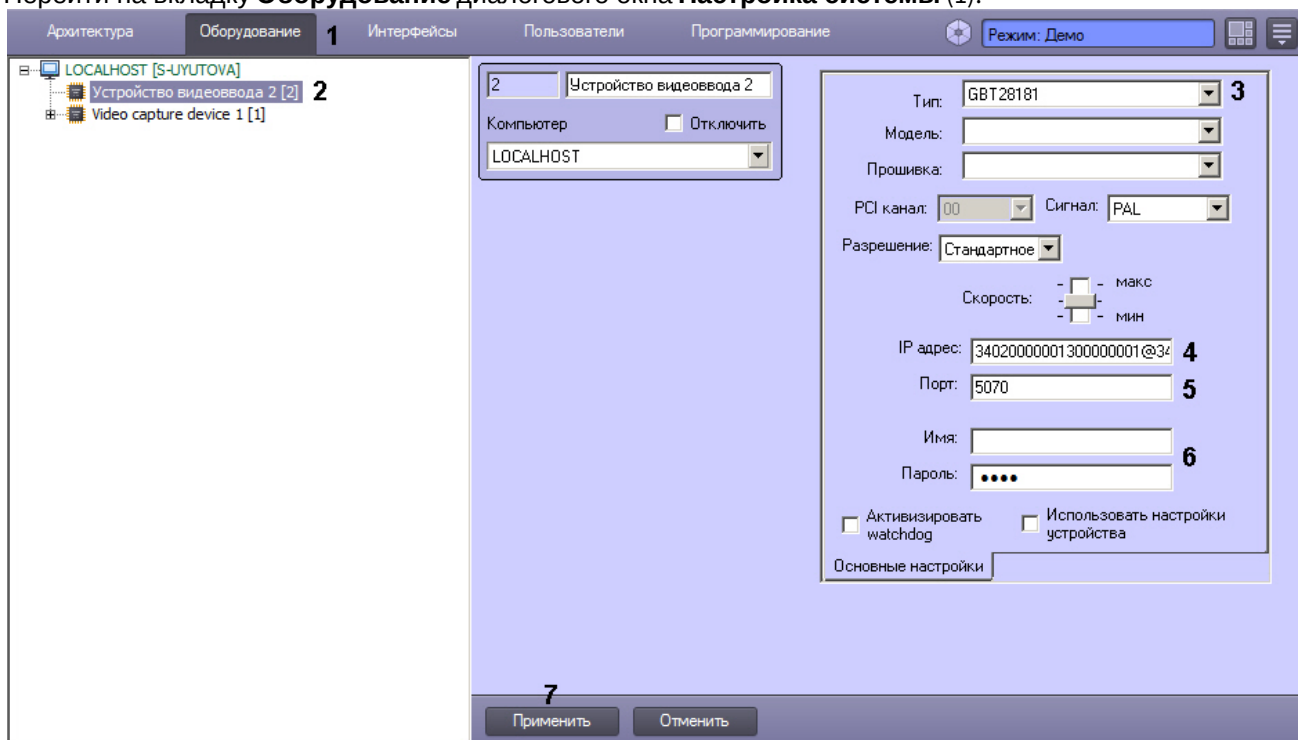 Перейти на вкладку Оборудование диалогового окна Настройка системы (1).
Архитектура Оборудование 1 Интерфейсы Пользователи Программирование Режим: Демо
LOCALHOST [S-UYUTOVA]
Устройство видеоввода 2 [2] 2
Video capture device 1 [1]
2 Устройство видеоввода 2
Компьютер Отключить
LOCALHOST
Тип: GBT28181 3
Модель:
Прошивка:
PCI канал: 00 Сигнал: PAL
Разрешение: Стандартное
макс
Скорость:
мин
IP адрес: 34020000001300000001@34 4
Порт: 5070 5
Имя:
6
Пароль: ••••
Активизировать watchdog
Использовать настройки устройства
Основные настройки
7
Применить Отменить